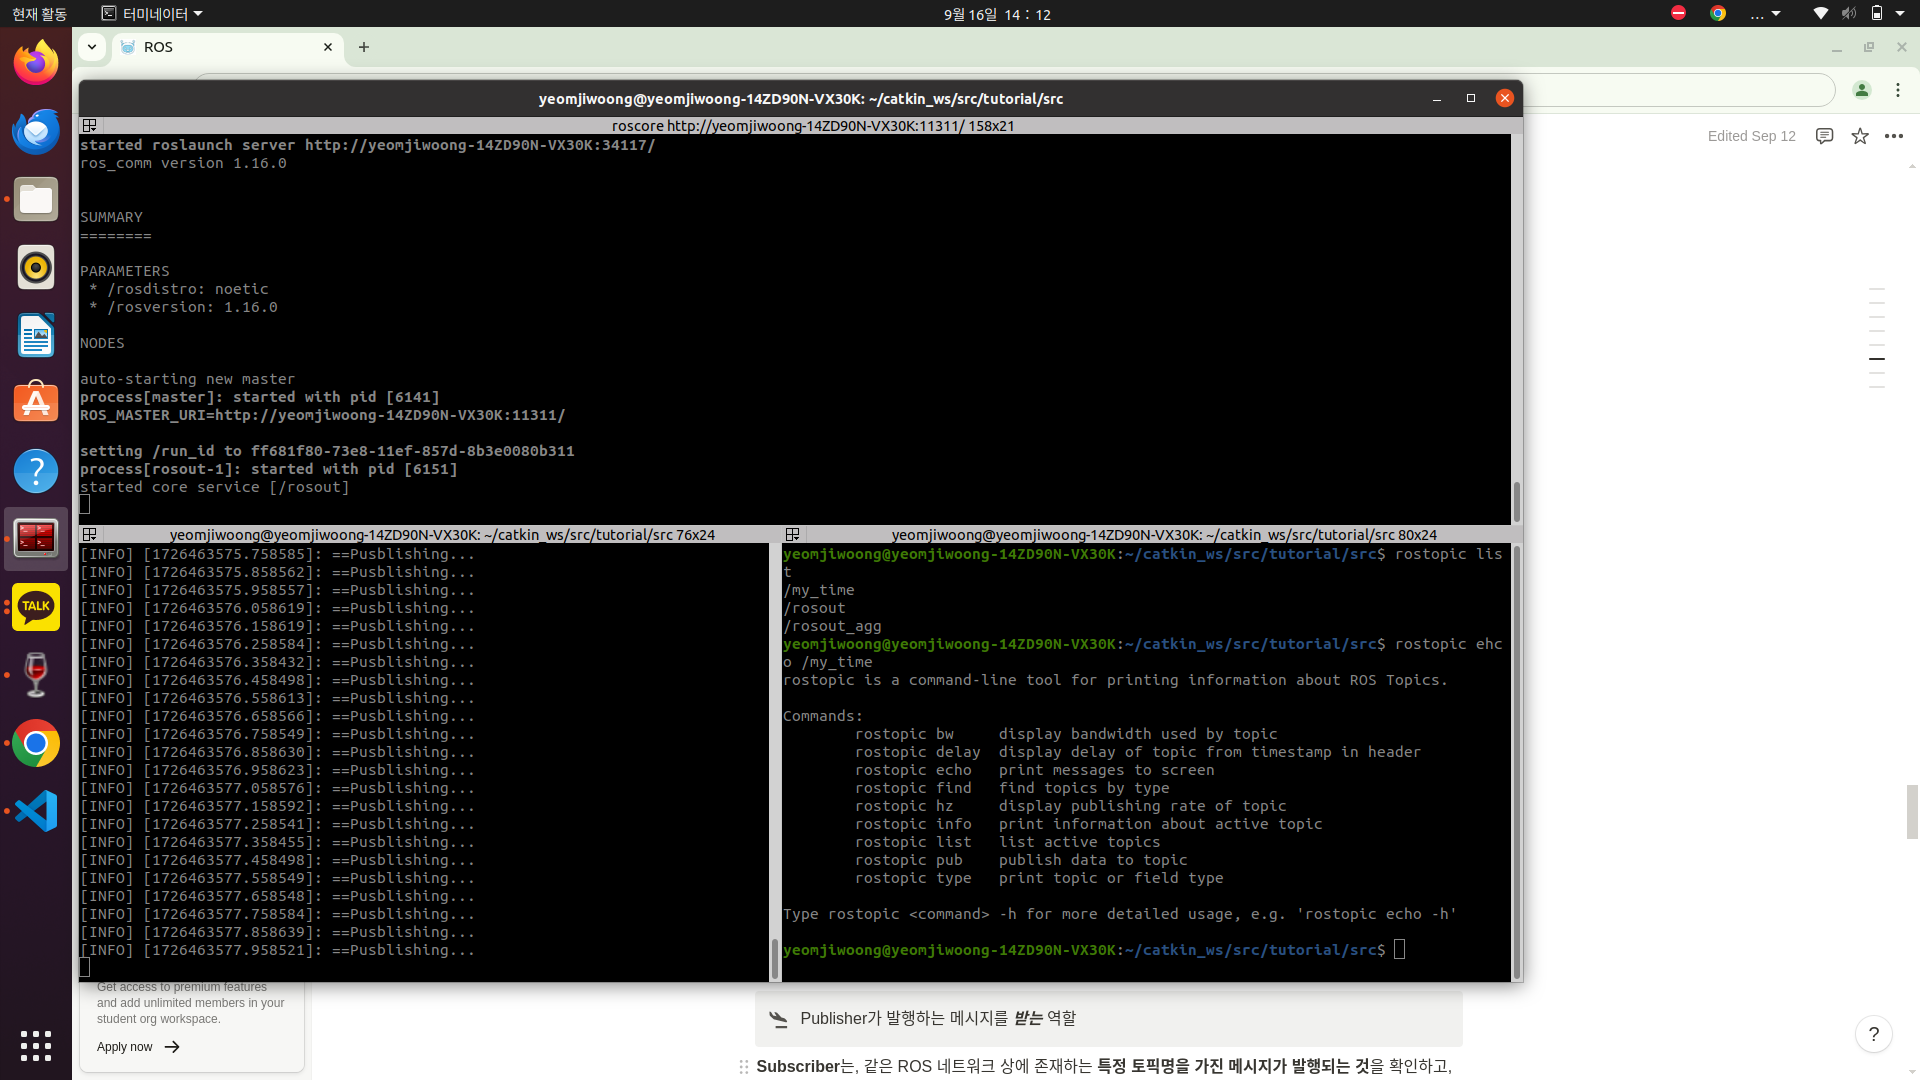 현재 활동
터미네이터
9월 16일 14 : 12
...
ROS
Edited Sep 12
yeomjiwoong@yeomjiwoong-14ZD90N-VX30K: ~/catkin_ws/src/tutorial/src
roscore http://yeomjiwoong-14ZD90N-VX30K:11311/ 158x21
started roslaunch server http://yeomjiwoong-14ZD90N-VX30K:34117/
ros_comm version 1.16.0
SUMMARY
========
PARAMETERS
* /rosdistro: noetic
* /rosversion: 1.16.0
NODES
auto-starting new master
process[master]: started with pid [6141]
ROS_MASTER_URI=http://yeomjiwoong-14ZD90N-VX30K:11311/
setting /run_id to ff681f80-73e8-11ef-857d-8b3e0080b311
process[rosout-1]: started with pid [6151]
started core service [/rosout]
yeomjiwoong@yeomjiwoong-14ZD90N-VX30K: ~/catkin_ws/src/tutorial/src 76x24
[INFO] [1726463575.758585]: ==Pusblishing...
[INFO] [1726463575.858562]: ==Pusblishing...
[INFO] [1726463575.958557]: ==Pusblishing...
[INFO] [1726463576.058619]: ==Pusblishing...
[INFO] [1726463576.158619]: ==Pusblishing...
[INFO] [1726463576.258584]: ==Pusblishing...
[INFO] [1726463576.358432]: ==Pusblishing...
[INFO] [1726463576.458498]: ==Pusblishing...
[INFO] [1726463576.558613]: ==Pusblishing...
[INFO] [1726463576.658566]: ==Pusblishing...
[INFO] [1726463576.758549]: ==Pusblishing...
[INFO] [1726463576.858630]: ==Pusblishing...
[INFO] [1726463576.958623]: ==Pusblishing...
[INFO] [1726463577.058576]: ==Pusblishing...
[INFO] [1726463577.158592]: ==Pusblishing...
[INFO] [1726463577.258541]: ==Pusblishing...
[INFO] [1726463577.358455]: ==Pusblishing...
[INFO] [1726463577.458498]: ==Pusblishing...
[INFO] [1726463577.558549]: ==Pusblishing...
[INFO] [1726463577.658548]: ==Pusblishing...
[INFO] [1726463577.758584]: ==Pusblishing...
[INFO] [1726463577.858639]: ==Pusblishing...
[INFO] [1726463577.958521]: ==Pusblishing...
yeomjiwoong@yeomjiwoong-14ZD90N-VX30K: ~/catkin_ws/src/tutorial/src 80x24
yeomjiwoong@yeomjiwoong-14ZD90N-VX30K:~/catkin_ws/src/tutorial/src$ rostopic lis
t
/my_time
/rosout
/rosout_agg
yeomjiwoong@yeomjiwoong-14ZD90N-VX30K:~/catkin_ws/src/tutorial/src$ rostopic ehc
o /my_time
rostopic is a command-line tool for printing information about ROS Topics.
Commands:
rostopic bw display bandwidth used by topic
rostopic delay display delay of topic from timestamp in header
rostopic echo print messages to screen
rostopic find find topics by type
rostopic hz display publishing rate of topic
rostopic info print information about active topic
rostopic list list active topics
rostopic pub publish data to topic
rostopic type print topic or field type
Type rostopic <command> -h for more detailed usage, e.g. 'rostopic echo -h'
yeomjiwoong@yeomjiwoong-14ZD90N-VX30K:~/catkin_ws/src/tutorial/src$
TALK
Get access to premium features
and add unlimited members in your
student org workspace.
Apply now
Publisher가 발행하는 메시지를 받는 역할
Subscriber는, 같은 ROS 네트워크 상에 존재하는 특정 토픽명을 가진 메시지가 발행되는 것을 확인하고,
?